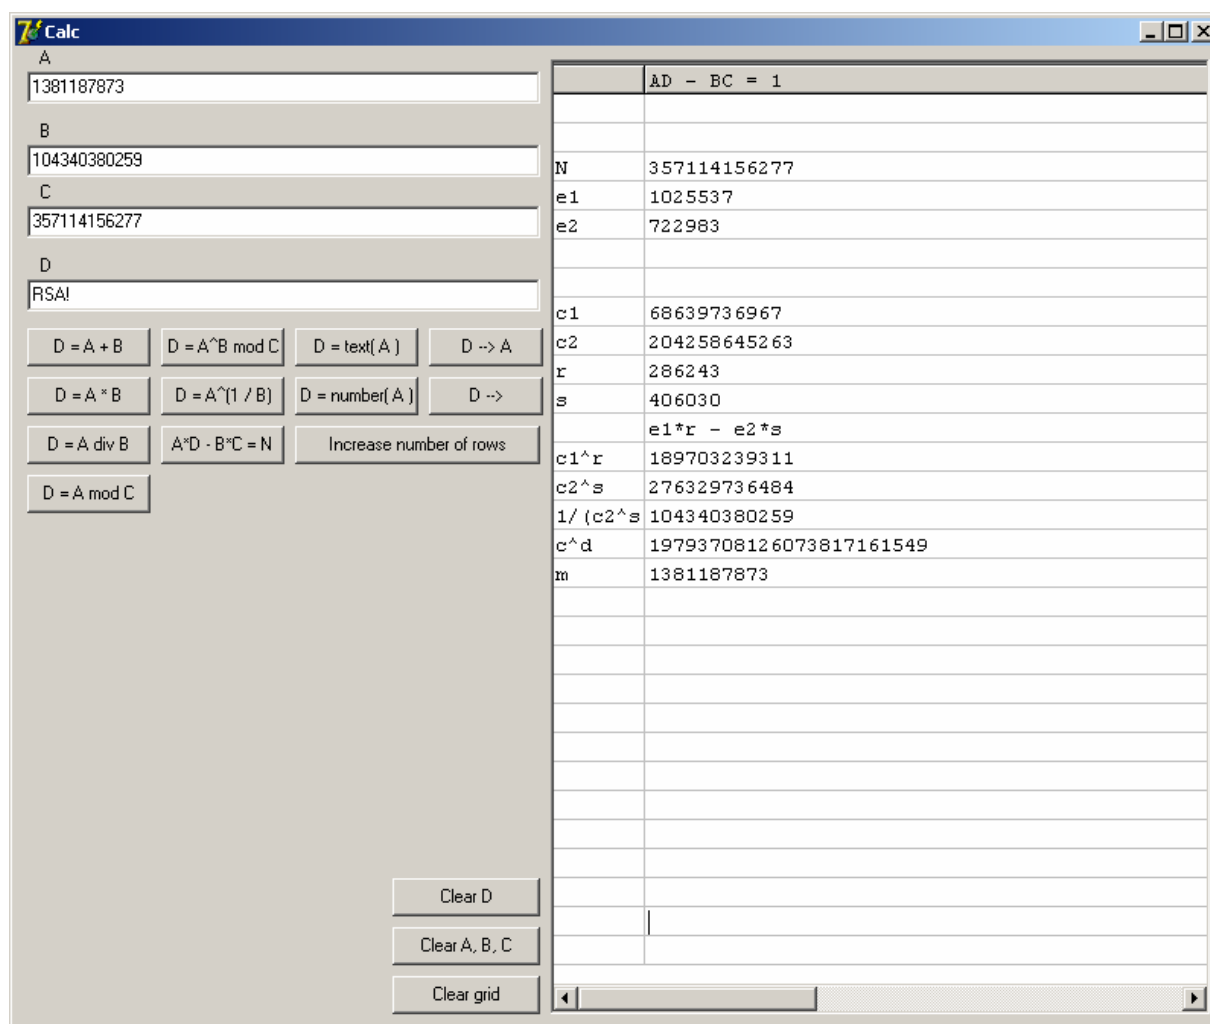 Calc
A
1381187873
B
104340380259
C
357114156277
D
RSA!
D = A + B
D = A^B mod C
D = text( A )
D --> A
D = A * B
D = A^(1 / B)
D = number( A )
D -->
D = A div B
A*D - B*C = N
Increase number of rows
D = A mod C
Clear D
Clear A, B, C
Clear grid
AD - BC = 1
N 357114156277
e1 1025537
e2 722983
c1 68639736967
c2 204258645263
r 286243
s 406030
e1*r - e2*s
c1^r 189703239311
c2^s 276329736484
1/(c2^s 104340380259
c^d 19793708126073817161549
m 1381187873